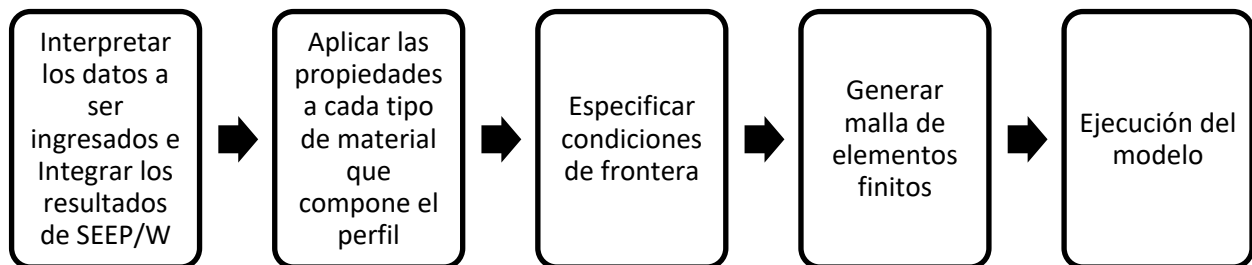 Interpretar
los datos a
ser
ingresados e
Integrar los
resultados
de SEEP/W
Aplicar las
propiedades
a cada tipo
de material
que
compone el
perfil
Especificar
condiciones
de frontera
Generar
malla de
elementos
finitos
Ejecución del
modelo